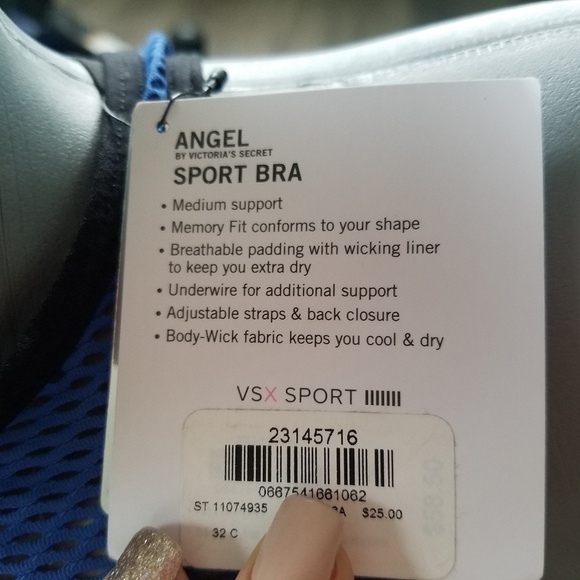 ANGEL
BY VICTORIA'S SECRET
SPORT BRA
• Medium support
• Memory Fit conforms to your shape
• Breathable padding with wicking liner
to keep you extra dry
• Underwire for additional support
• Adjustable straps & back closure
• Body-Wick fabric keeps you cool & dry
VSX SPORT
23145716
0667541661062
ST 11074935 $25.00
32 C